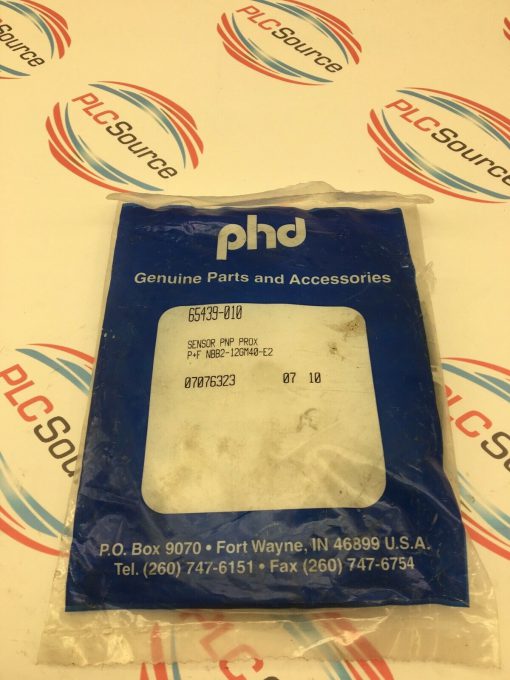 PLCSource
PLCSource
PLCSource
PLCSource
phd
Genuine Parts and Accessories
65439-010
SENSOR PNP PROX
P+F NBB2-12GM40-E2
07076323 07 10
P.O. Box 9070 • Fort Wayne, IN 46899 U.S.A.
Tel. (260) 747-6151 • Fax (260) 747-6754
PLCSource